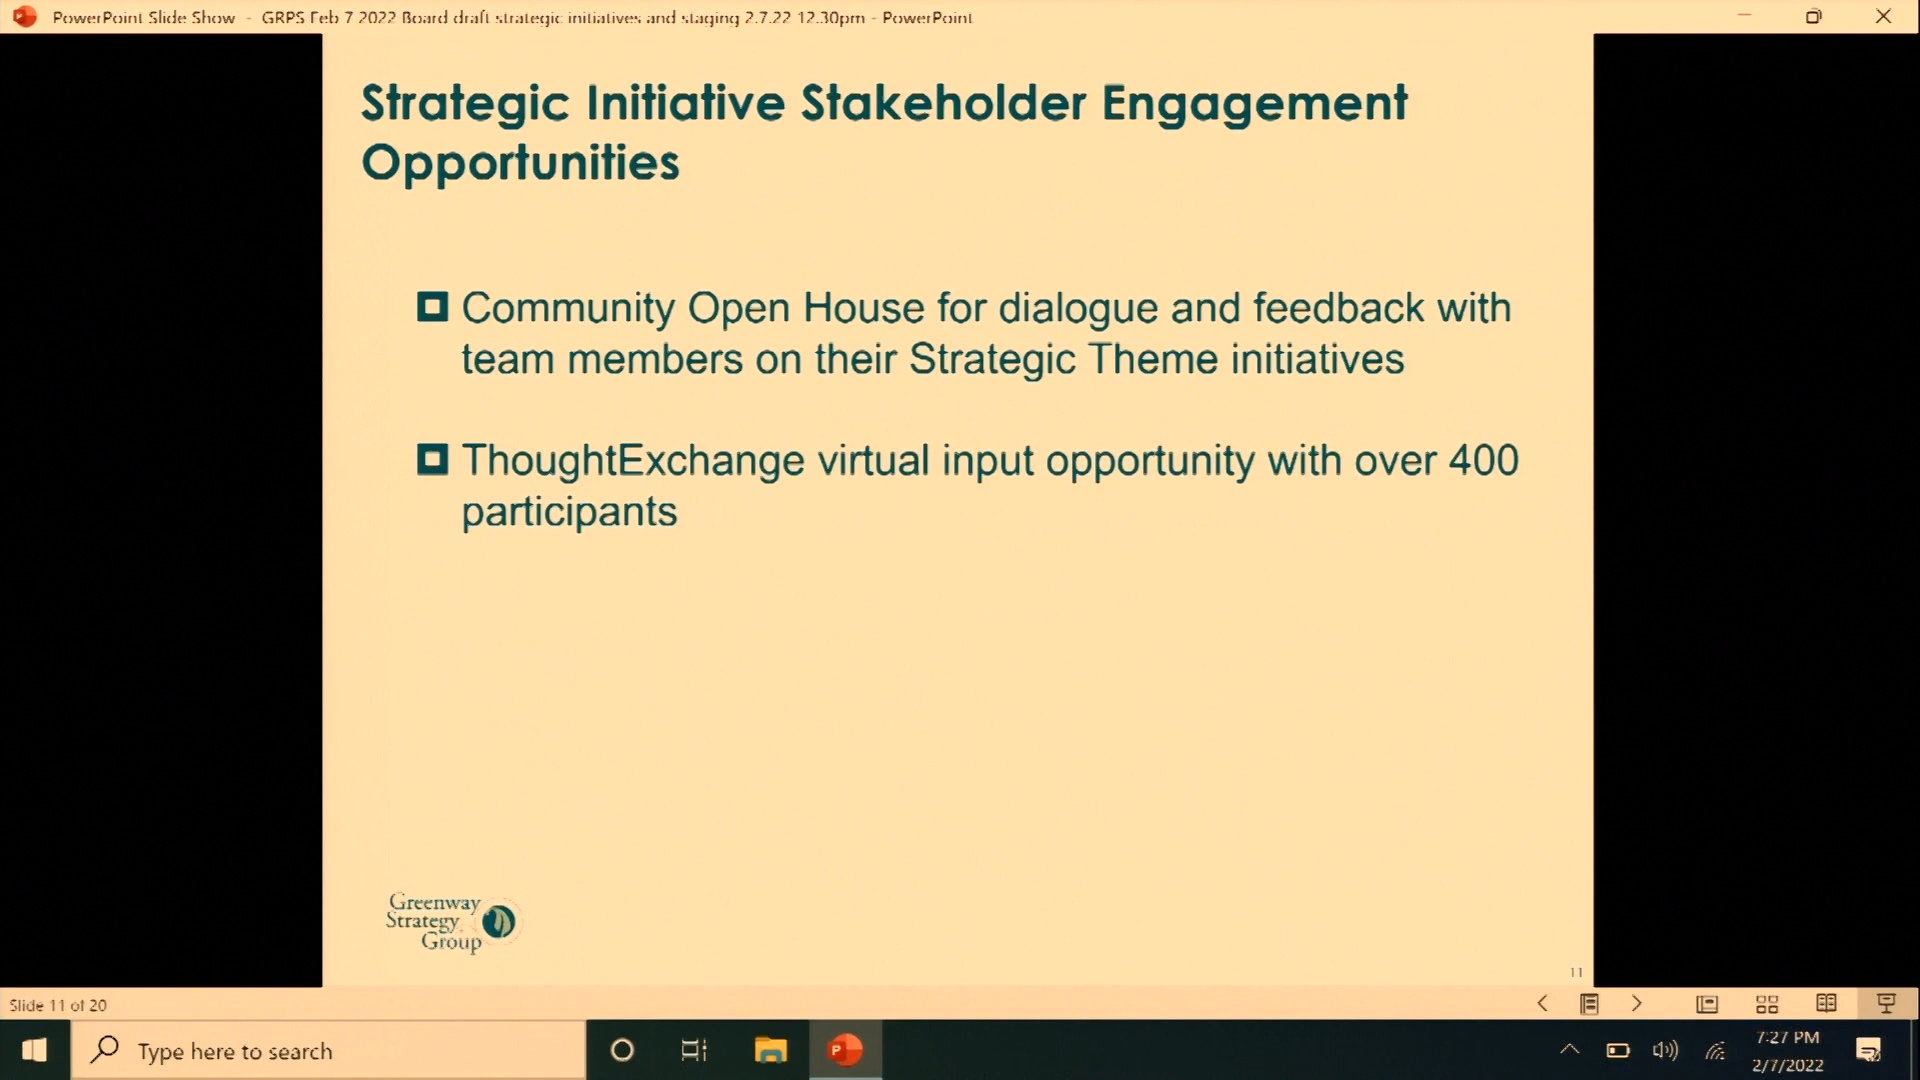 PowerPoint Slide Show - GRPS Feb 7 2022 Board draft strategic initiatives and staging 2.7.22 12.30pm - PowerPoint
Strategic Initiative Stakeholder Engagement
Opportunities
Community Open House for dialogue and feedback with
team members on their Strategic Theme initiatives
ThoughtExchange virtual input opportunity with over 400
participants
Greenway
Strategy
Group
11
Slide 11 of 20
Type here to search
7:27 PM
2/7/2022